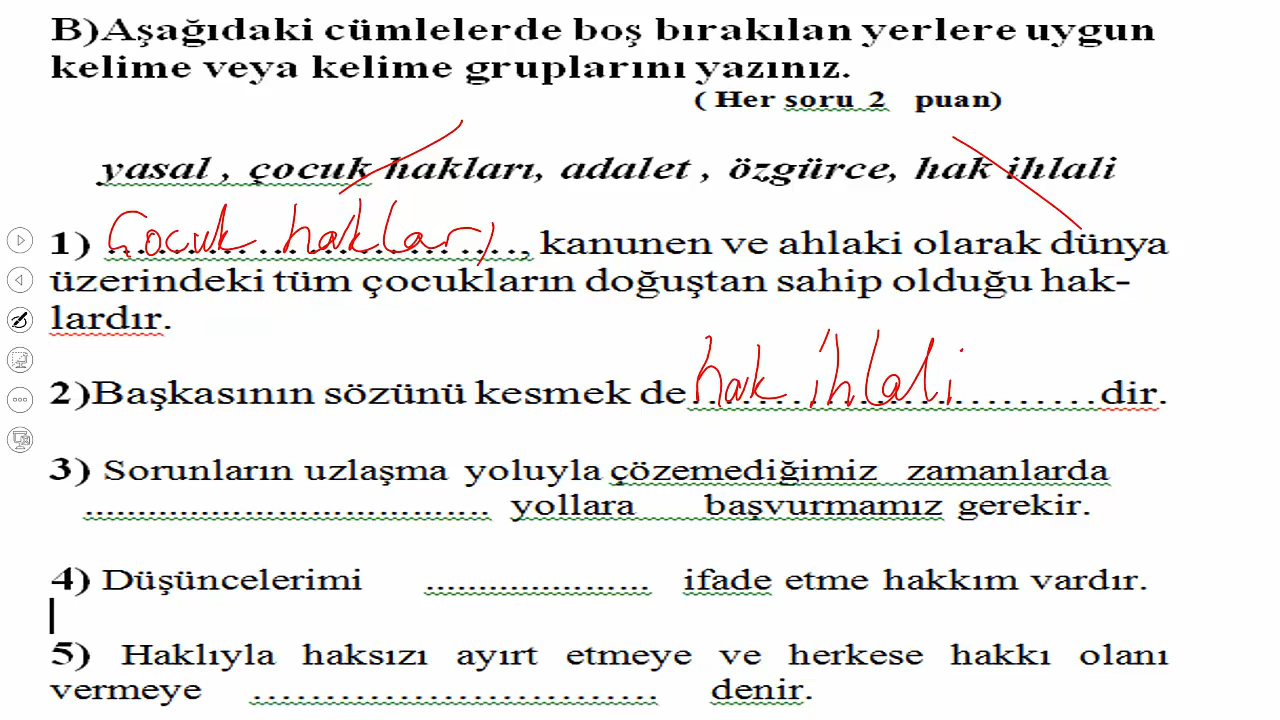 B)Aşağıdaki cümlelerde boş bırakılan yerlere uygun
kelime veya kelime gruplarını yazınız.
( Her soru 2 puan)
yasal , çocuk hakları, adalet , özgürce, hak ihlali
1) Çocuk hakları, kanunen ve ahlaki olarak dünya
üzerindeki tüm çocukların doğuştan sahip olduğu hak-
lardır.
2)Başkasının sözünü kesmek de hak ihlali..........dir.
3) Sorunların uzlaşma yoluyla çözemediğimiz zamanlarda
..................................... yollara başvurmamız gerekir.
4) Düşüncelerimi ..................... ifade etme hakkım vardır.
5) Haklıyla haksızı ayırt etmeye ve herkese hakkı olanı
vermeye ............................ denir.